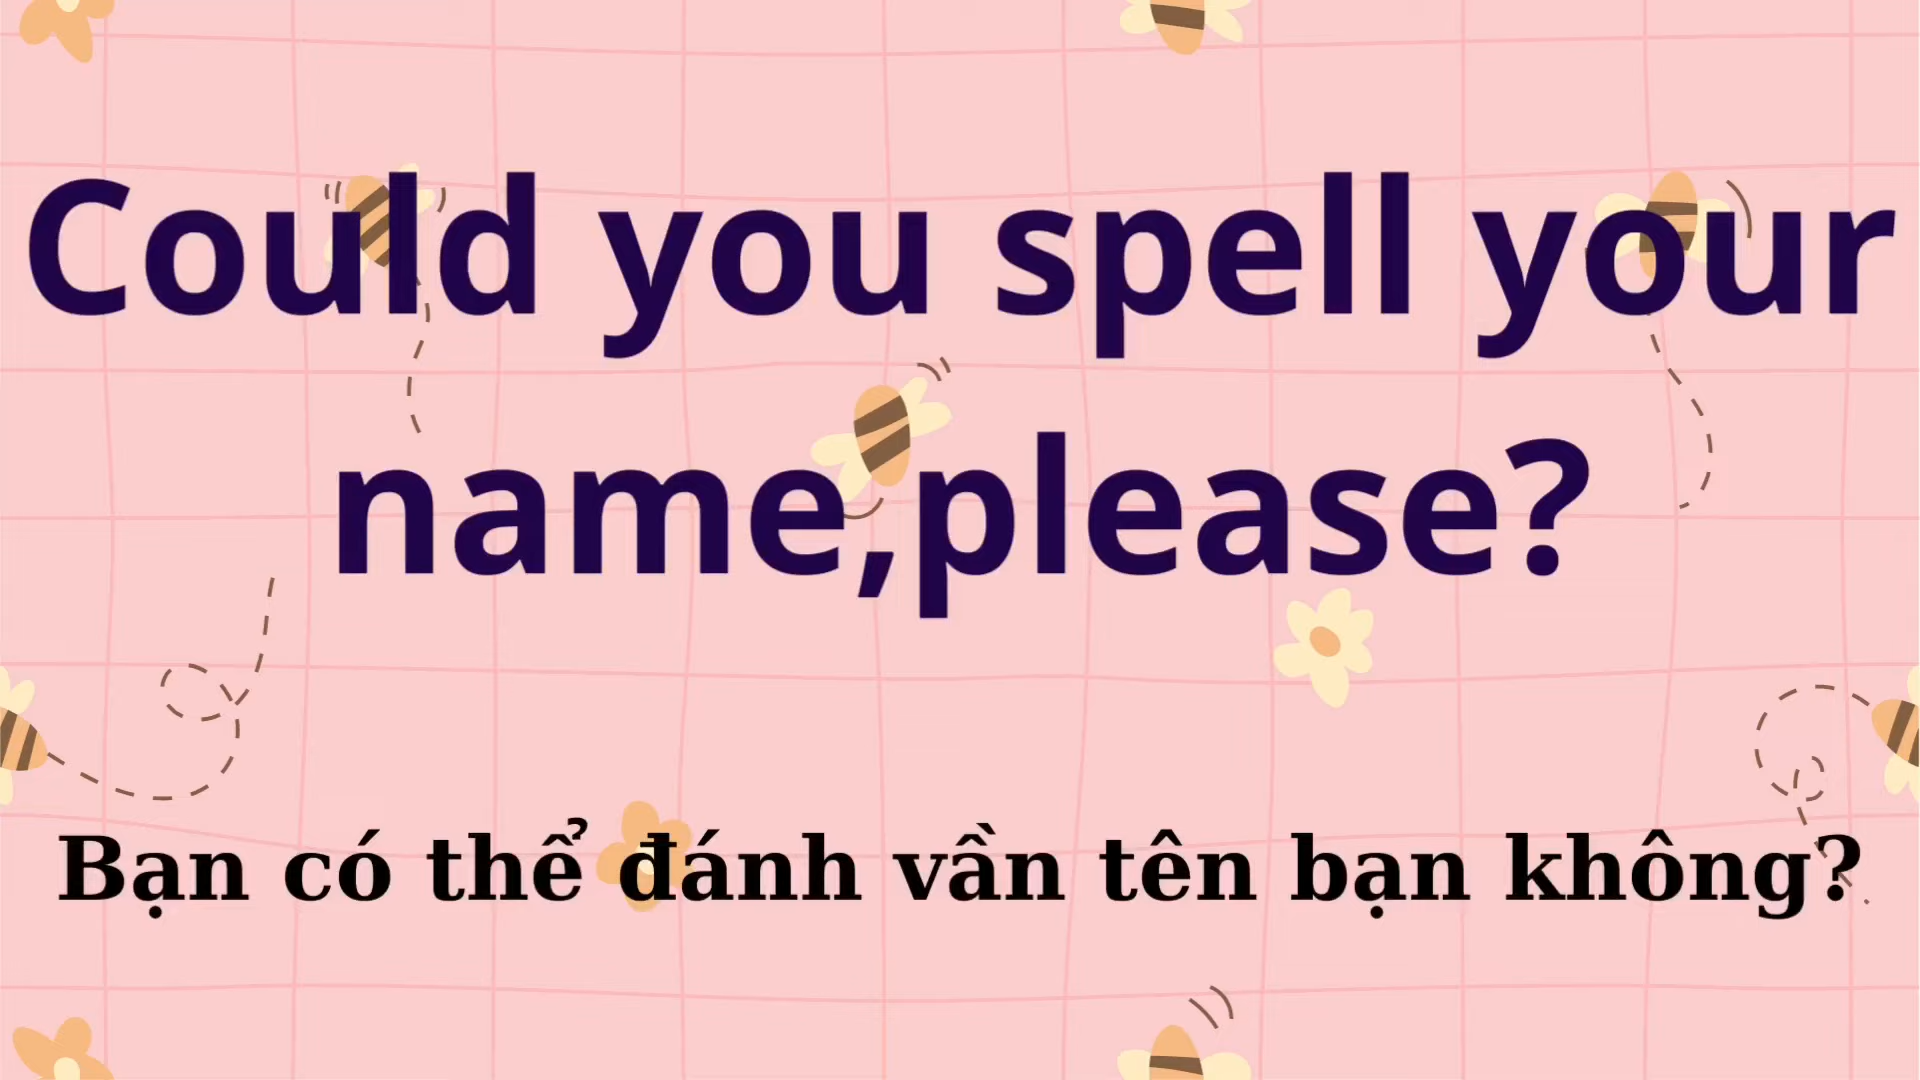 Could you spell your
name,please?
Bạn có thể đánh vần tên bạn không?